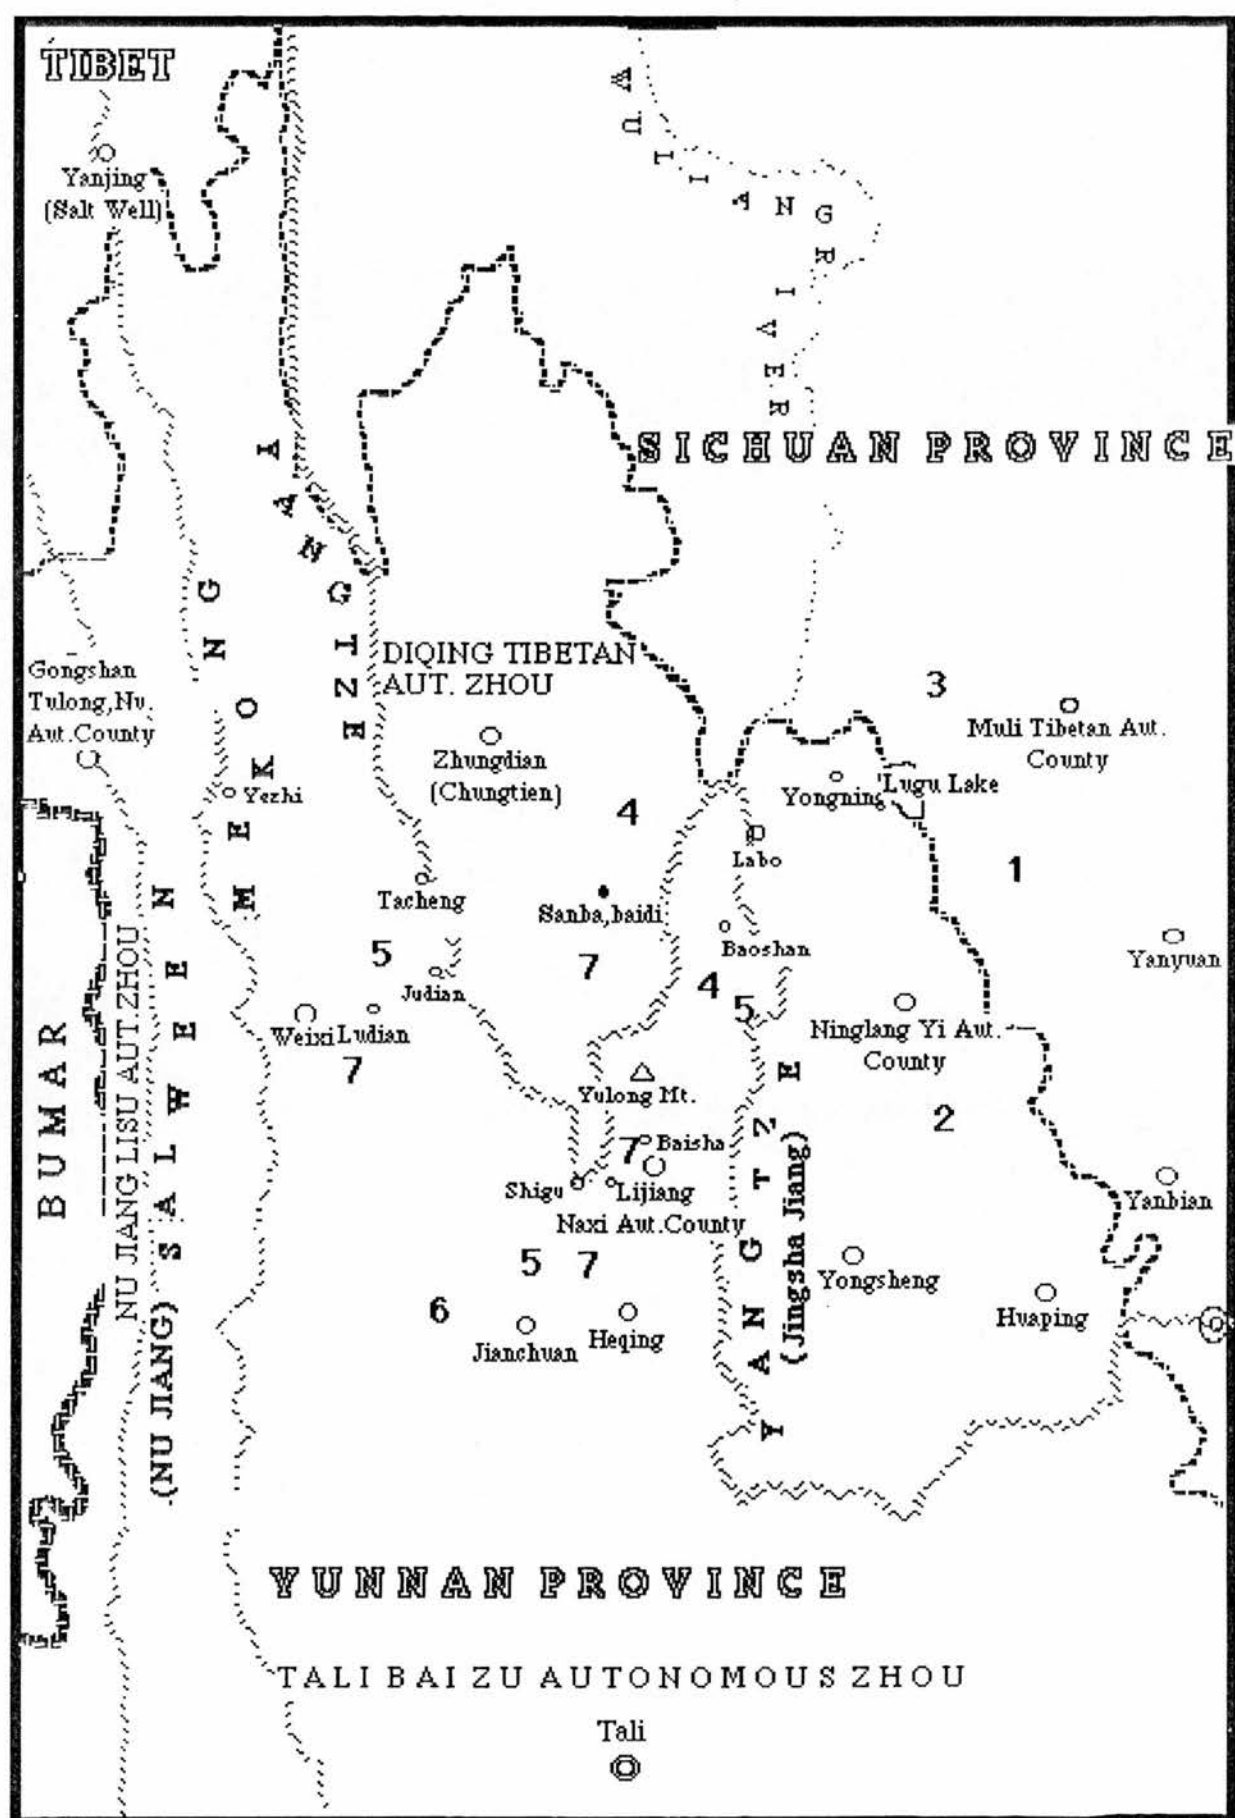 TIBET
WULIANG RIVER
Yanjing
(Salt Well)
SICHUAN PROVINCE
YANGTZE
MEKONG
DIQING TIBETAN
AUT. ZHOU
Gongshan
Tulong,Nu.
Aut.County
3
Muli Tibetan Aut.
County
Zhungdian
(Chungtien)
Yezhi
Yongning
Lugu Lake
4
Labo
1
Tacheng
Sanba,baidi
Baoshan
Yanyuan
5
7
4
5
Judian
Weixi
Ludian
7
Ninglang Yi Aut.
County
BUMAR
NU JIANG LISU AUT.ZHOU
SALWEEN
(NU JIANG)
Yulong Mt.
2
7
Baisha
Shigu
Lijiang
Naxi Aut.County
YANGTZE
(Jingsha Jiang)
Yanbian
5
7
Yongsheng
6
Jianchuan
Heqing
Huaping
YUNNAN PROVINCE
TALI BAIZU AUTONOMOUS ZHOU
Tali